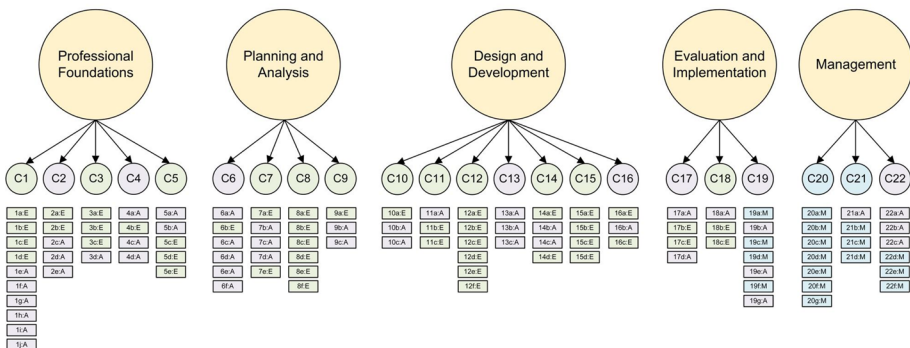 Professional
Foundations
Planning and
Analysis
Design and
Development
Evaluation and
Implementation
Management
C1
C2
C3
C4
C5
C6
C7
C8
C9
C10
C11
C12
C13
C14
C15
C16
C17
C18
C19
C20
C21
C22
1a:E
1b:E
1c:E
1d:E
1e:A
1f:A
1g:A
1h:A
1i:A
1j:A
2a:E
2b:E
2c:A
2d:A
2e:A
3a:E
3b:E
3c:E
3d:A
4a:A
4b:E
4c:A
4d:A
5a:A
5b:A
5c:E
5d:E
5e:E
6a:A
6b:E
6c:A
6d:A
6e:A
6f:A
7a:E
7b:A
7c:A
7d:A
7e:E
8a:E
8b:E
8c:E
8d:E
8e:E
8f:E
9a:E
9b:A
9c:A
10a:E
10b:A
10c:A
11a:A
11b:E
11c:E
12a:E
12b:E
12c:E
12d:E
12e:E
12f:E
13a:A
13b:A
13c:A
14a:E
14b:A
14c:A
14d:E
15a:E
15b:E
15c:E
15d:E
16a:E
16b:A
16c:E
17a:A
17b:E
17c:E
17d:A
18a:A
18b:E
18c:E
19a:M
19b:A
19c:M
19d:M
19e:A
19f:M
19g:A
20a:M
20b:M
20c:M
20d:M
20e:M
20f:M
20g:M
21a:A
21b:M
21c:M
21d:M
22a:A
22b:A
22c:A
22d:M
22e:M
22f:M